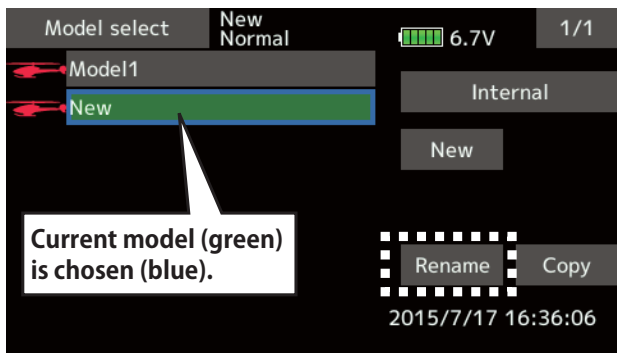 Model select
New
Normal
6.7V
1/1
Model1
New
Internal
New
Current model (green)
is chosen (blue).
Rename
Copy
2015/7/17 16:36:06